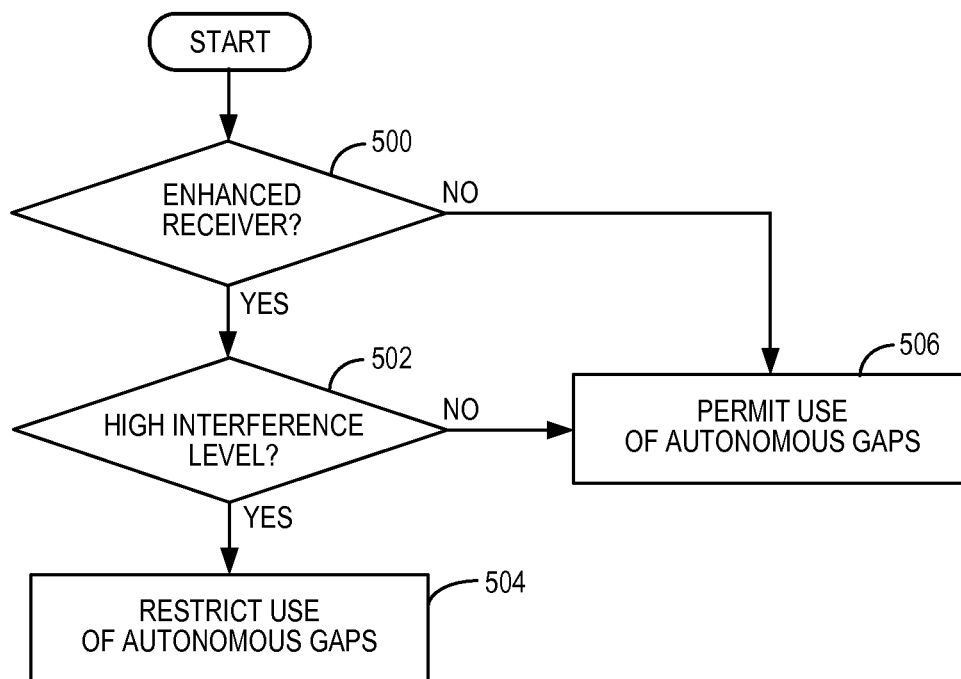 START
500
ENHANCED
RECEIVER?
NO
YES
502
HIGH INTERFERENCE
LEVEL?
NO
506
PERMIT USE
OF AUTONOMOUS GAPS
YES
504
RESTRICT USE
OF AUTONOMOUS GAPS